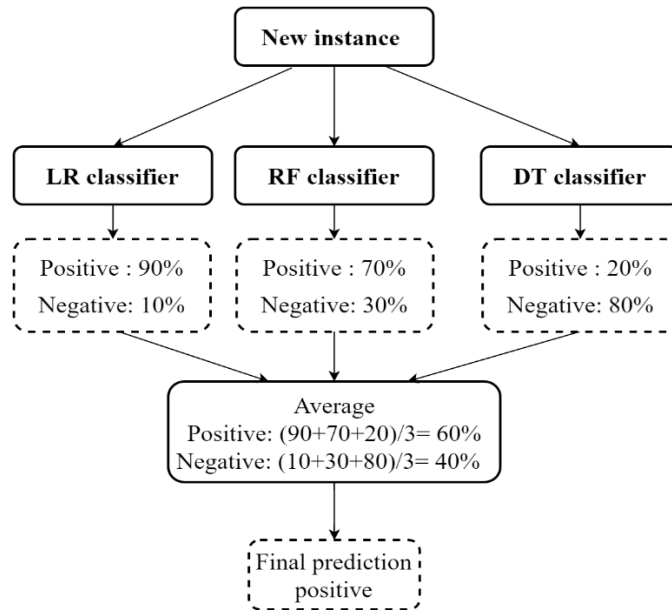 New instance
LR classifier
RF classifier
DT classifier
Positive : 90%
Negative: 10%
Positive : 70%
Negative: 30%
Positive : 20%
Negative: 80%
Average
Positive: (90+70+20)/3= 60%
Negative: (10+30+80)/3= 40%
Final prediction
positive